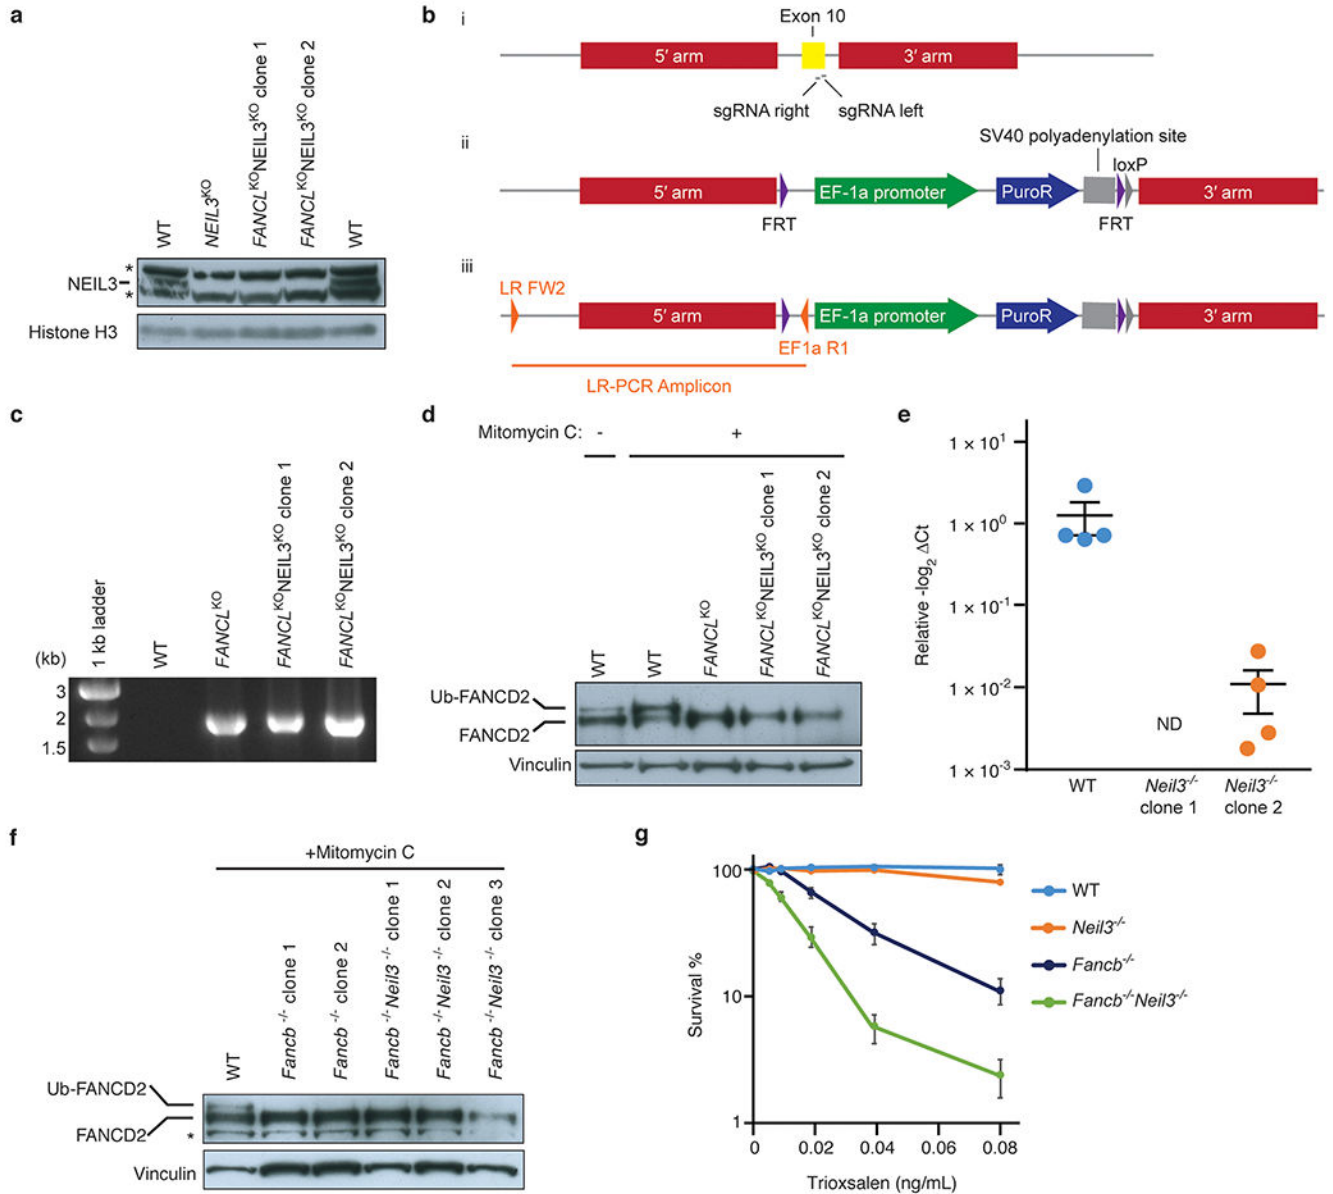 a
WT
NEIL3KO
FANCLKONEIL3KO clone 1
FANCLKONEIL3KO clone 2
WT
*
NEIL3
*
Histone H3
b
i
Exon 10
5′ arm
3′ arm
sgRNA right
sgRNA left
ii
SV40 polyadenylation site
loxP
5′ arm
EF-1a promoter
PuroR
3′ arm
FRT
FRT
iii
LR FW2
5′ arm
EF-1a promoter
PuroR
3′ arm
EF1a R1
LR-PCR Amplicon
c
(kb)
1 kb ladder
WT
FANCLKO
FANCLKONEIL3KO clone 1
FANCLKONEIL3KO clone 2
3
2
1.5
d
Mitomycin C: - +
WT
WT
FANCLKO
FANCLKONEIL3KO clone 1
FANCLKONEIL3KO clone 2
Ub-FANCD2
FANCD2
Vinculin
e
Relative -log2 ΔCt
1 × 10¹
1 × 10⁰
1 × 10⁻¹
1 × 10⁻²
1 × 10⁻³
ND
WT
Neil3-/- clone 1
Neil3-/- clone 2
f
+Mitomycin C
WT
Fancb-/- clone 1
Fancb-/- clone 2
Fancb-/-Neil3-/- clone 1
Fancb-/-Neil3-/- clone 2
Fancb-/-Neil3-/- clone 3
Ub-FANCD2
FANCD2
*
Vinculin
g
Survival %
100
10
1
0 0.02 0.04 0.06 0.08
Trioxsalen (ng/mL)
WT
Neil3-/-
Fancb-/-
Fancb-/-Neil3-/-